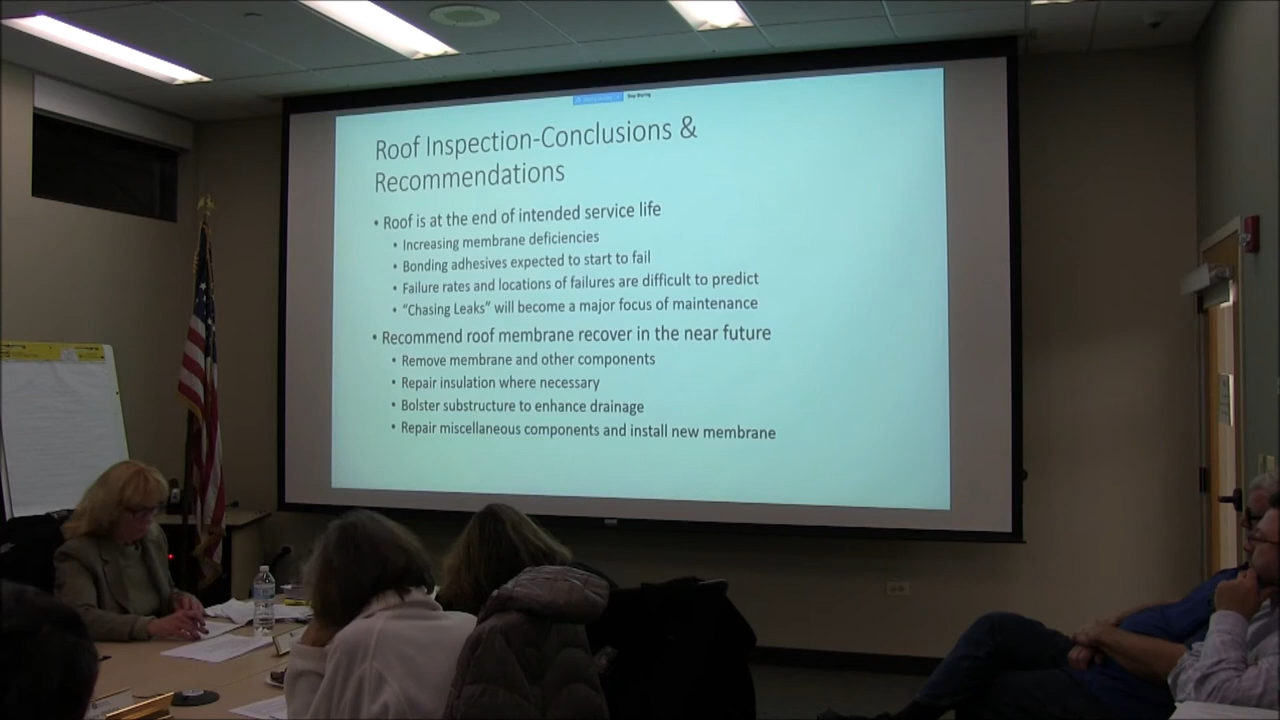 Stop Sharing
Roof Inspection-Conclusions &
Recommendations
• Roof is at the end of intended service life
• Increasing membrane deficiencies
• Bonding adhesives expected to start to fail
• Failure rates and locations of failures are difficult to predict
• “Chasing Leaks” will become a major focus of maintenance
• Recommend roof membrane recover in the near future
• Remove membrane and other components
• Repair insulation where necessary
• Bolster substructure to enhance drainage
• Repair miscellaneous components and install new membrane